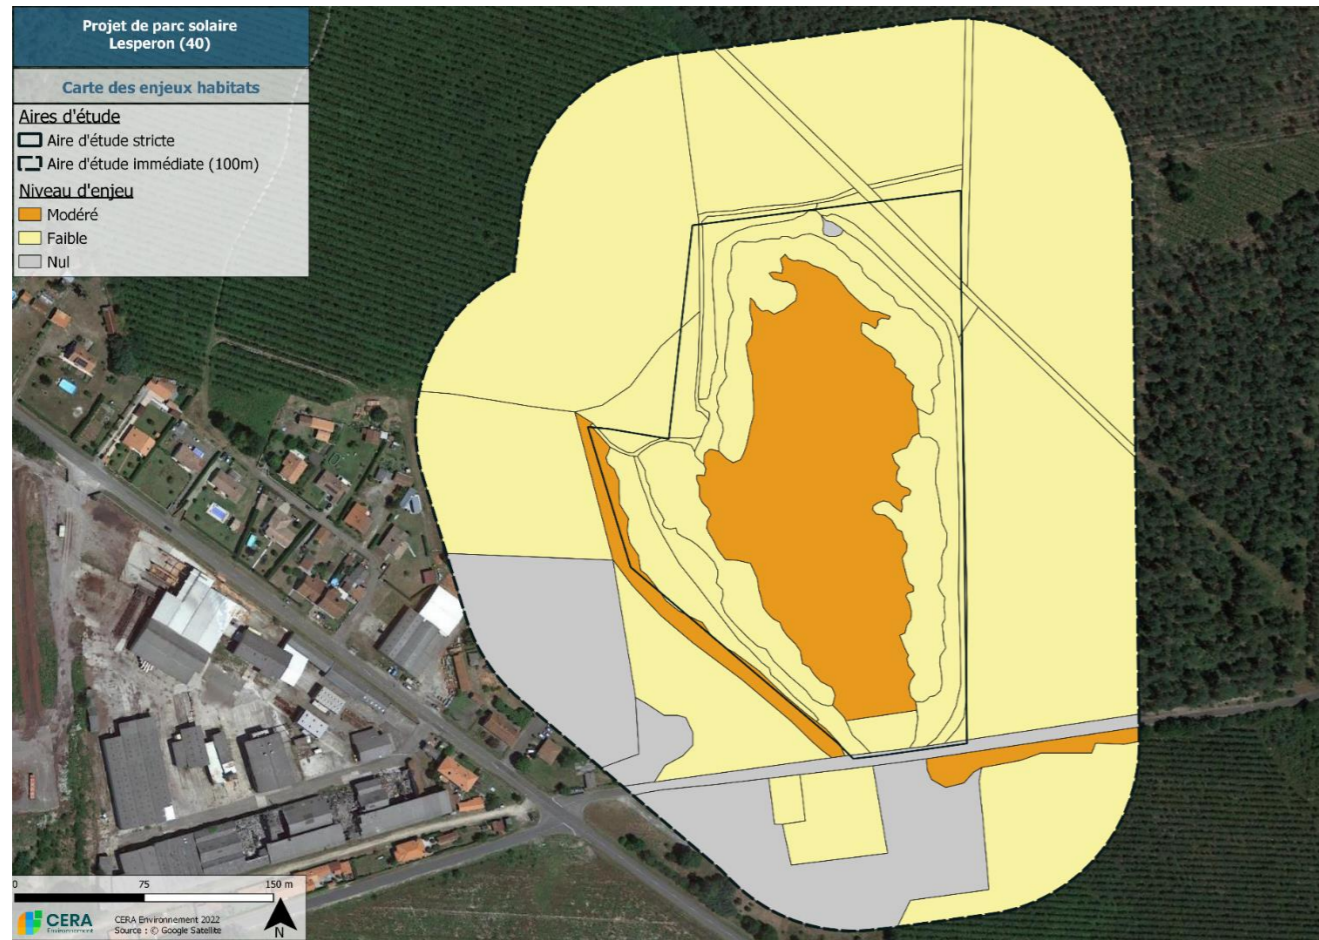 Projet de parc solaire
Lesperon (40)
Carte des enjeux habitats
Aires d'étude
Aire d'étude stricte
Aire d'étude immédiate (100m)
Niveau d'enjeu
Modéré
Faible
Nul
0 75 150 m
CERA
Environnement
CERA Environnement 2022
Source : © Google Satellite
N